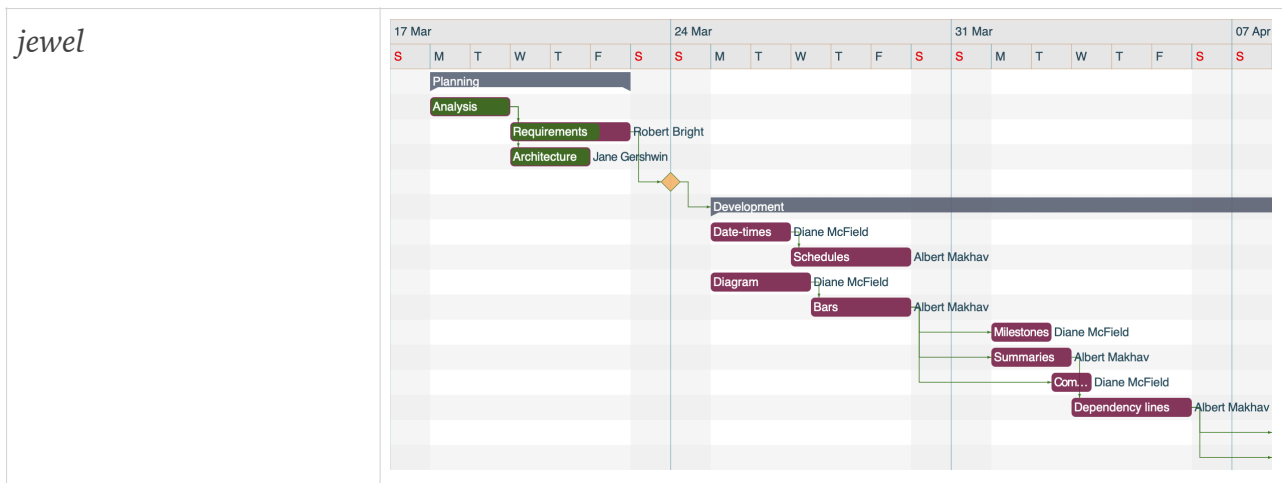 jewel
17 Mar 24 Mar 31 Mar 07 Apr
S M T W T F S S M T W T F S S M T W T F S S
Planning
Analysis
Requirements Robert Bright
Architecture Jane Gershwin
Development
Date-times Diane McField
Schedules Albert Makhav
Diagram Diane McField
Bars Albert Makhav
Milestones Diane McField
Summaries Albert Makhav
Com... Diane McField
Dependency lines Albert Makhav